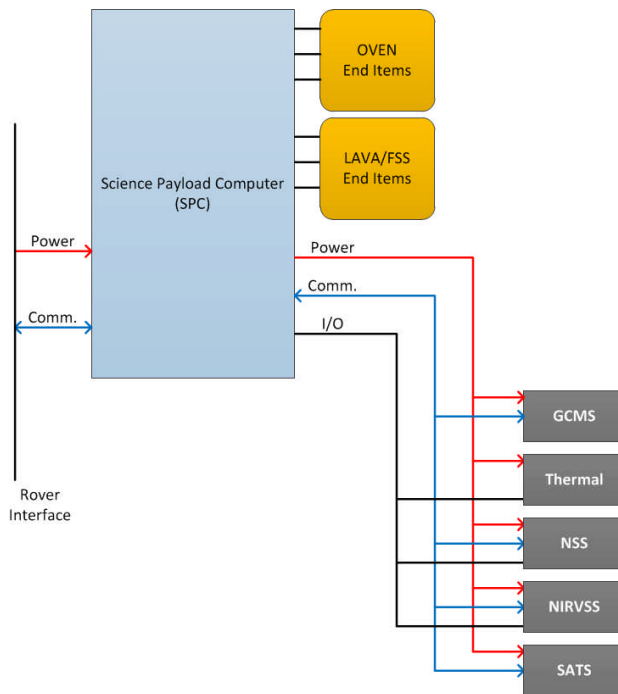 OVEN
End Items
LAVA/FSS
End Items
Science Payload Computer
(SPC)
Power
Power
Comm.
Comm.
I/O
GCMS
Thermal
Rover
Interface
NSS
NIRVSS
SATS